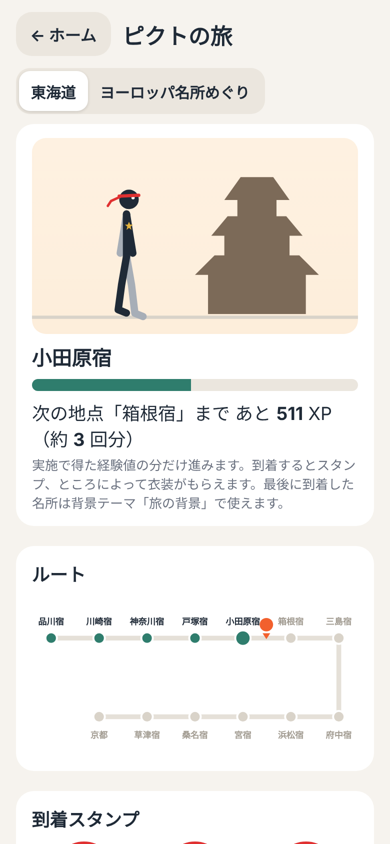 ← ホーム
ピクトの旅
東海道
ヨーロッパ名所めぐり
小田原宿
次の地点「箱根宿」まで あと 511 XP
（約 3 回分）
実施で得た経験値の分だけ進みます。到着するとスタン
プ、ところによって衣装がもらえます。最後に到着した
名所は背景テーマ「旅の背景」で使えます。
ルート
品川宿 川崎宿 神奈川宿 戸塚宿 小田原宿 箱根宿 三島宿
京都 草津宿 桑名宿 宮宿 浜松宿 府中宿
到着スタンプ